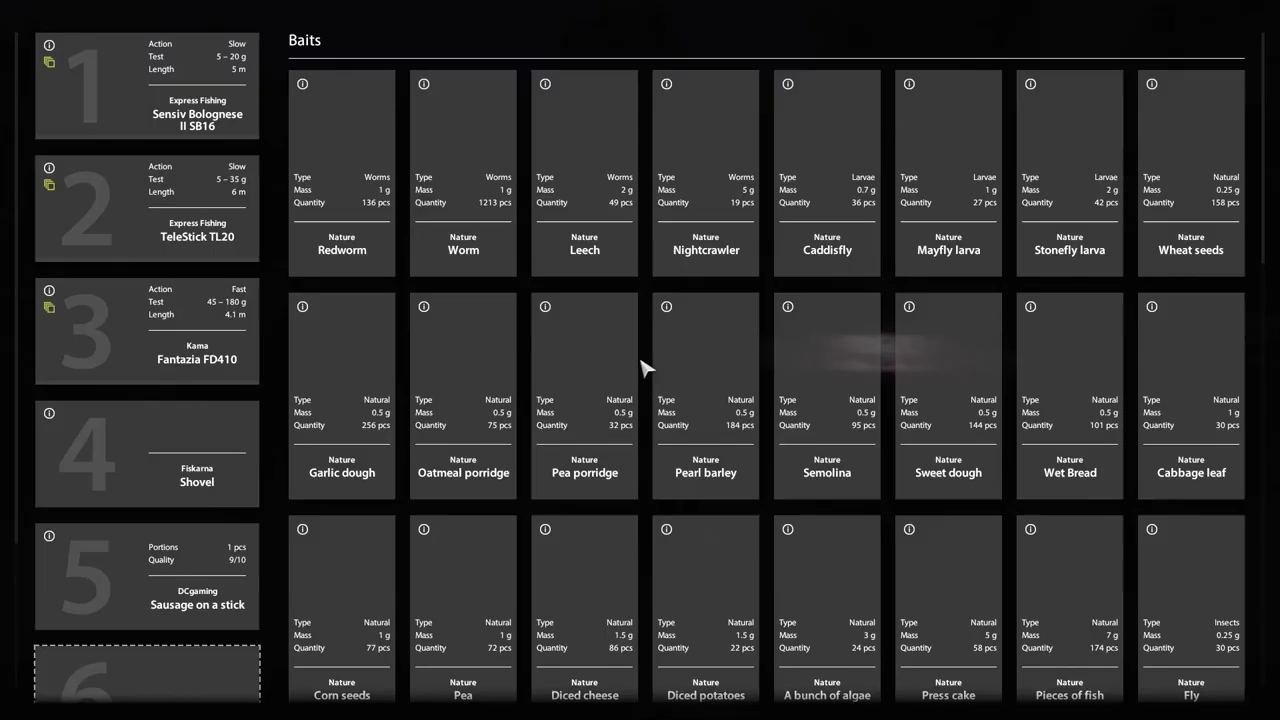 1
Action Slow
Test 5 – 20 g
Length 5 m
Express Fishing
Sensiv Bolognese
II SB16
2
Action Slow
Test 5 – 35 g
Length 6 m
Express Fishing
TeleStick TL20
3
Action Fast
Test 45 – 180 g
Length 4.1 m
Kama
Fantazia FD410
4
Fiskarna
Shovel
5
Portions 1 pcs
Quality 9/10
DCgaming
Sausage on a stick
6
Baits
Type Worms
Mass 1 g
Quantity 136 pcs
Nature
Redworm
Type Worms
Mass 1 g
Quantity 1213 pcs
Nature
Worm
Type Worms
Mass 2 g
Quantity 49 pcs
Nature
Leech
Type Worms
Mass 5 g
Quantity 19 pcs
Nature
Nightcrawler
Type Larvae
Mass 0.7 g
Quantity 36 pcs
Nature
Caddisfly
Type Larvae
Mass 1 g
Quantity 27 pcs
Nature
Mayfly larva
Type Larvae
Mass 2 g
Quantity 42 pcs
Nature
Stonefly larva
Type Natural
Mass 0.25 g
Quantity 158 pcs
Nature
Wheat seeds
Type Natural
Mass 0.5 g
Quantity 256 pcs
Nature
Garlic dough
Type Natural
Mass 0.5 g
Quantity 75 pcs
Nature
Oatmeal porridge
Type Natural
Mass 0.5 g
Quantity 32 pcs
Nature
Pea porridge
Type Natural
Mass 0.5 g
Quantity 184 pcs
Nature
Pearl barley
Type Natural
Mass 0.5 g
Quantity 95 pcs
Nature
Semolina
Type Natural
Mass 0.5 g
Quantity 144 pcs
Nature
Sweet dough
Type Natural
Mass 0.5 g
Quantity 101 pcs
Nature
Wet Bread
Type Natural
Mass 1 g
Quantity 30 pcs
Nature
Cabbage leaf
Type Natural
Mass 1 g
Quantity 77 pcs
Nature
Corn seeds
Type Natural
Mass 1 g
Quantity 72 pcs
Nature
Pea
Type Natural
Mass 1.5 g
Quantity 86 pcs
Nature
Diced cheese
Type Natural
Mass 1.5 g
Quantity 22 pcs
Nature
Diced potatoes
Type Natural
Mass 3 g
Quantity 24 pcs
Nature
A bunch of algae
Type Natural
Mass 5 g
Quantity 58 pcs
Nature
Press cake
Type Natural
Mass 7 g
Quantity 174 pcs
Nature
Pieces of fish
Type Insects
Mass 0.25 g
Quantity 30 pcs
Nature
Fly